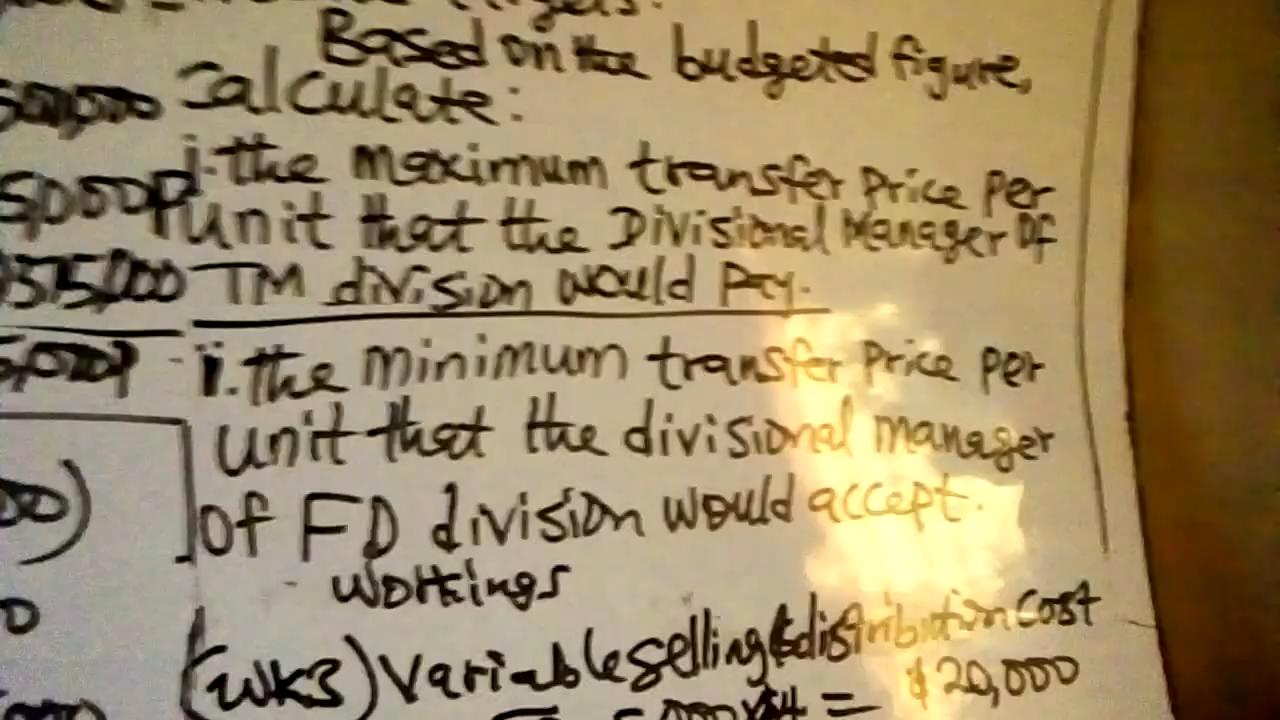 Based on the budgeted figure,
Calculate:
i. the maximum transfer price per
unit that the Divisional Manager of
375,000 TM division would pay.
ii. the minimum transfer price per
unit that the divisional manager
of FD division would accept.
workings
(wk3) Variable selling & distribution cost
= $20,000